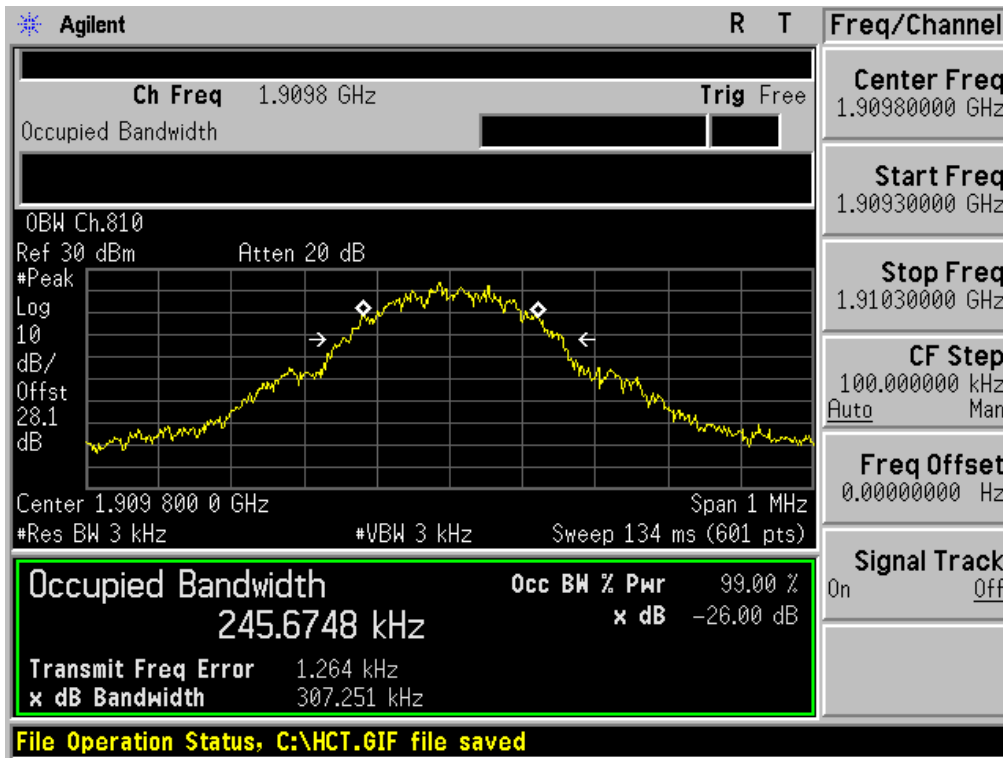 Agilent
R T
Freq/Channel
Ch Freq 1.9098 GHz
Trig Free
Occupied Bandwidth
Center Freq
1.90980000 GHz
Start Freq
1.90930000 GHz
Stop Freq
1.91030000 GHz
CF Step
100.000000 kHz
Auto Man
Freq Offset
0.00000000 Hz
Signal Track
On Off
OBW Ch.810
Ref 30 dBm Atten 20 dB
#Peak
Log
10
dB/
Offst
28.1
dB
Center 1.909 800 0 GHz Span 1 MHz
#Res BW 3 kHz #VBW 3 kHz Sweep 134 ms (601 pts)
Occupied Bandwidth
245.6748 kHz
Occ BW % Pwr 99.00 %
x dB -26.00 dB
Transmit Freq Error 1.264 kHz
x dB Bandwidth 307.251 kHz
File Operation Status, C:\HCT.GIF file saved